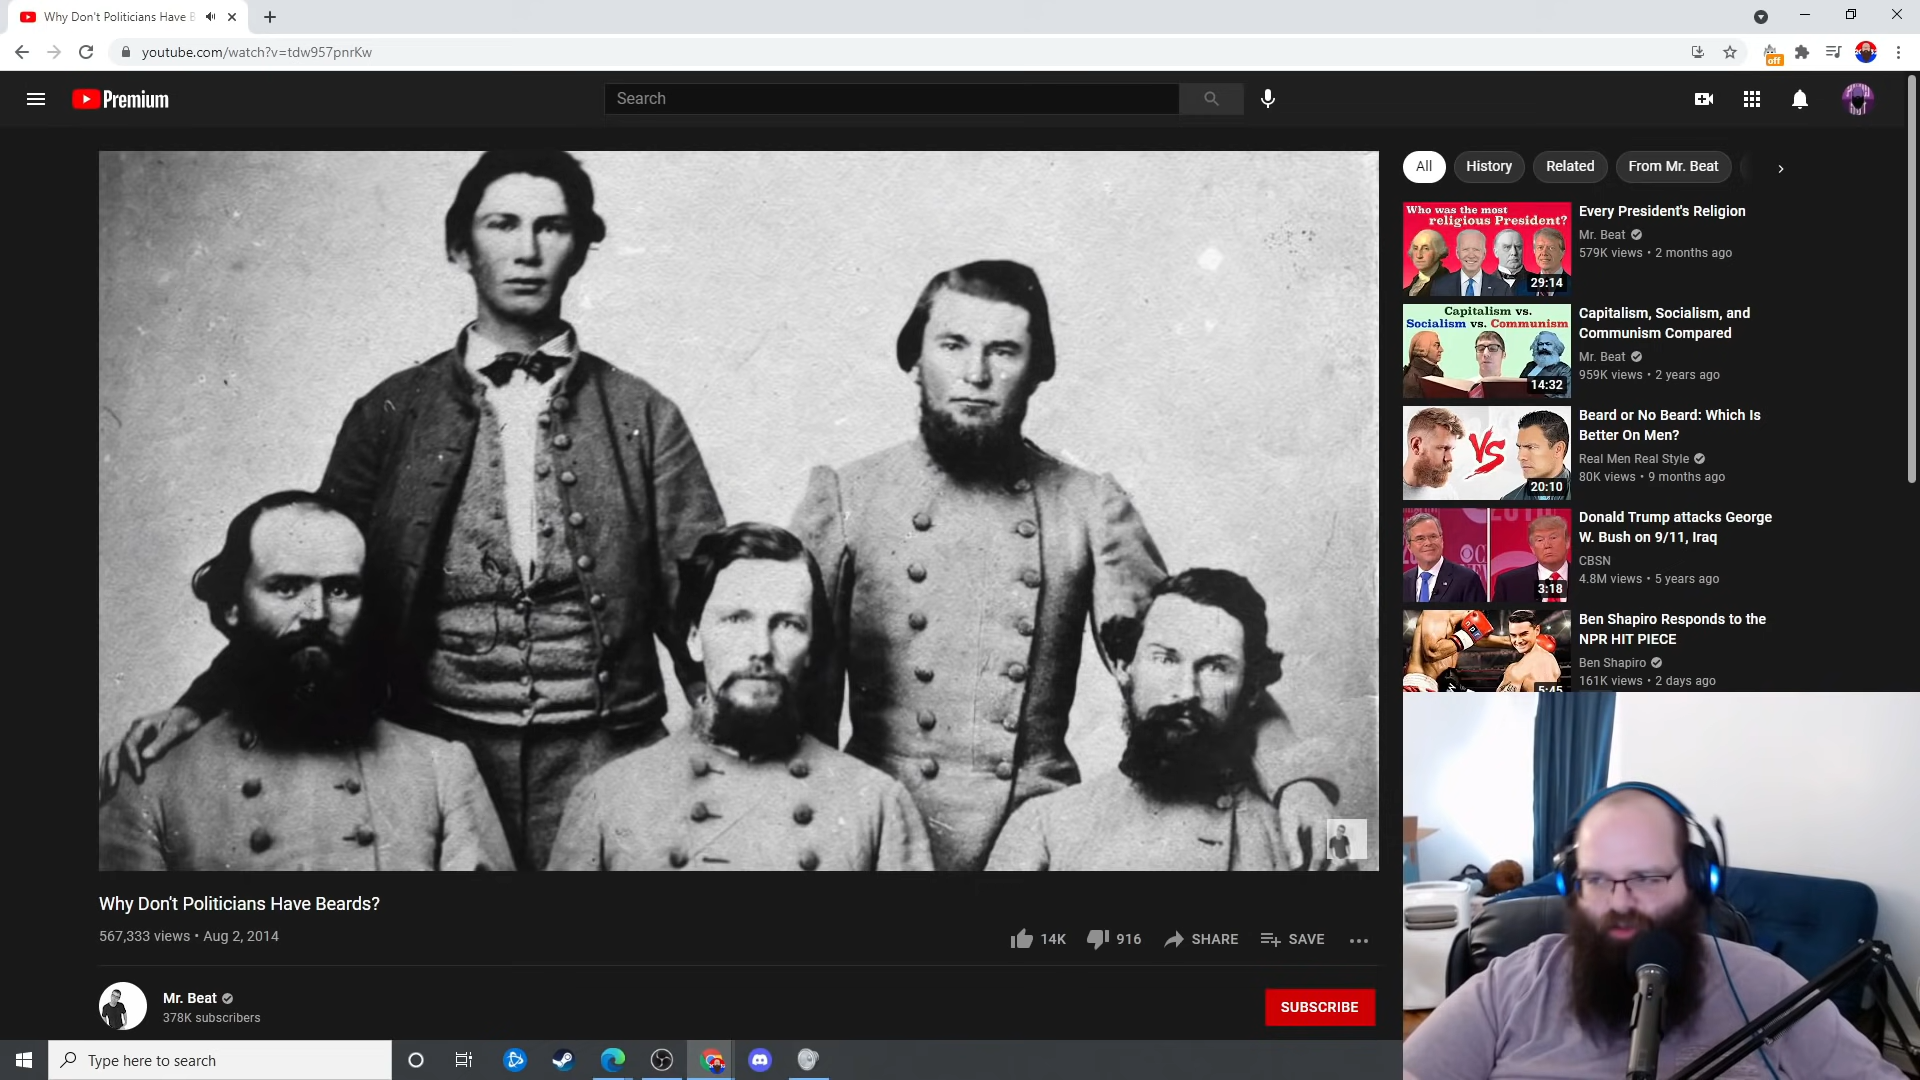 Why Don't Politicians Have B
youtube.com/watch?v=tdw957pnrKw
off
Premium
Search
All
History
Related
From Mr. Beat
Who was the most
religious President?
29:14
Every President's Religion
Mr. Beat
579K views • 2 months ago
Capitalism vs.
Socialism vs. Communism
14:32
Capitalism, Socialism, and
Communism Compared
Mr. Beat
959K views • 2 years ago
VS
20:10
Beard or No Beard: Which Is
Better On Men?
Real Men Real Style
80K views • 9 months ago
3:18
Donald Trump attacks George
W. Bush on 9/11, Iraq
CBSN
4.8M views • 5 years ago
npr
5:45
Ben Shapiro Responds to the
NPR HIT PIECE
Ben Shapiro
161K views • 2 days ago
Why Don't Politicians Have Beards?
567,333 views • Aug 2, 2014
14K
916
SHARE
SAVE
Mr. Beat
378K subscribers
SUBSCRIBE
Type here to search